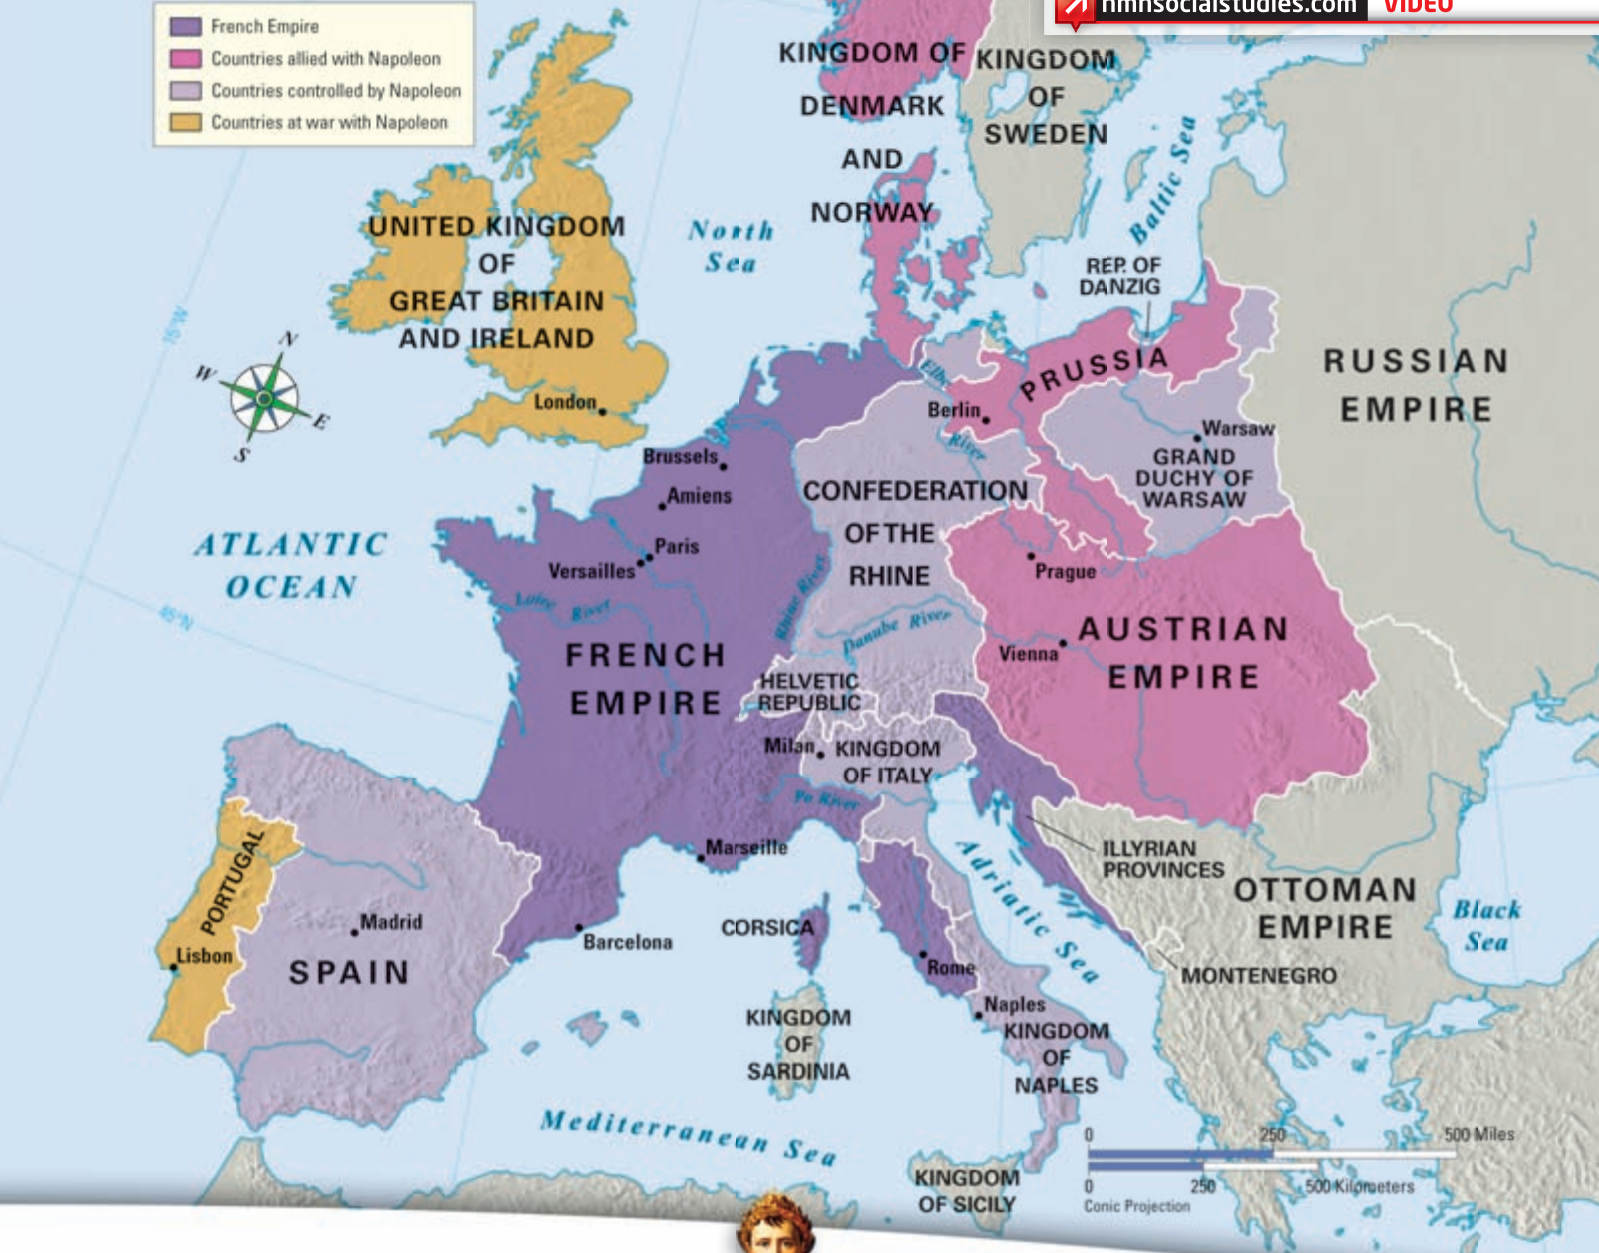 hmhsocialstudies.com VIDEO
French Empire
Countries allied with Napoleon
Countries controlled by Napoleon
Countries at war with Napoleon
KINGDOM OF
DENMARK
AND
NORWAY
KINGDOM
OF
SWEDEN
Baltic Sea
North
Sea
UNITED KINGDOM
OF
GREAT BRITAIN
AND IRELAND
London
REP. OF
DANZIG
PRUSSIA
RUSSIAN
EMPIRE
15°W
N
W
E
S
Elbe
River
Berlin
Warsaw
GRAND
DUCHY OF
WARSAW
Brussels
Amiens
Paris
Versailles
CONFEDERATION
OF THE
RHINE
ATLANTIC
OCEAN
45°N
Loire River
Rhine River
Danube River
Prague
Vienna
AUSTRIAN
EMPIRE
FRENCH
EMPIRE
HELVETIC
REPUBLIC
Milan
KINGDOM
OF ITALY
Po River
Marseille
PORTUGAL
Lisbon
Madrid
SPAIN
Barcelona
CORSICA
Adriatic Sea
ILLYRIAN
PROVINCES
OTTOMAN
EMPIRE
Black
Sea
MONTENEGRO
Rome
Naples
KINGDOM
OF
NAPLES
KINGDOM
OF
SARDINIA
Mediterranean Sea
KINGDOM
OF SICILY
0 250 500 Miles
0 250 500 Kilometers
Conic Projection